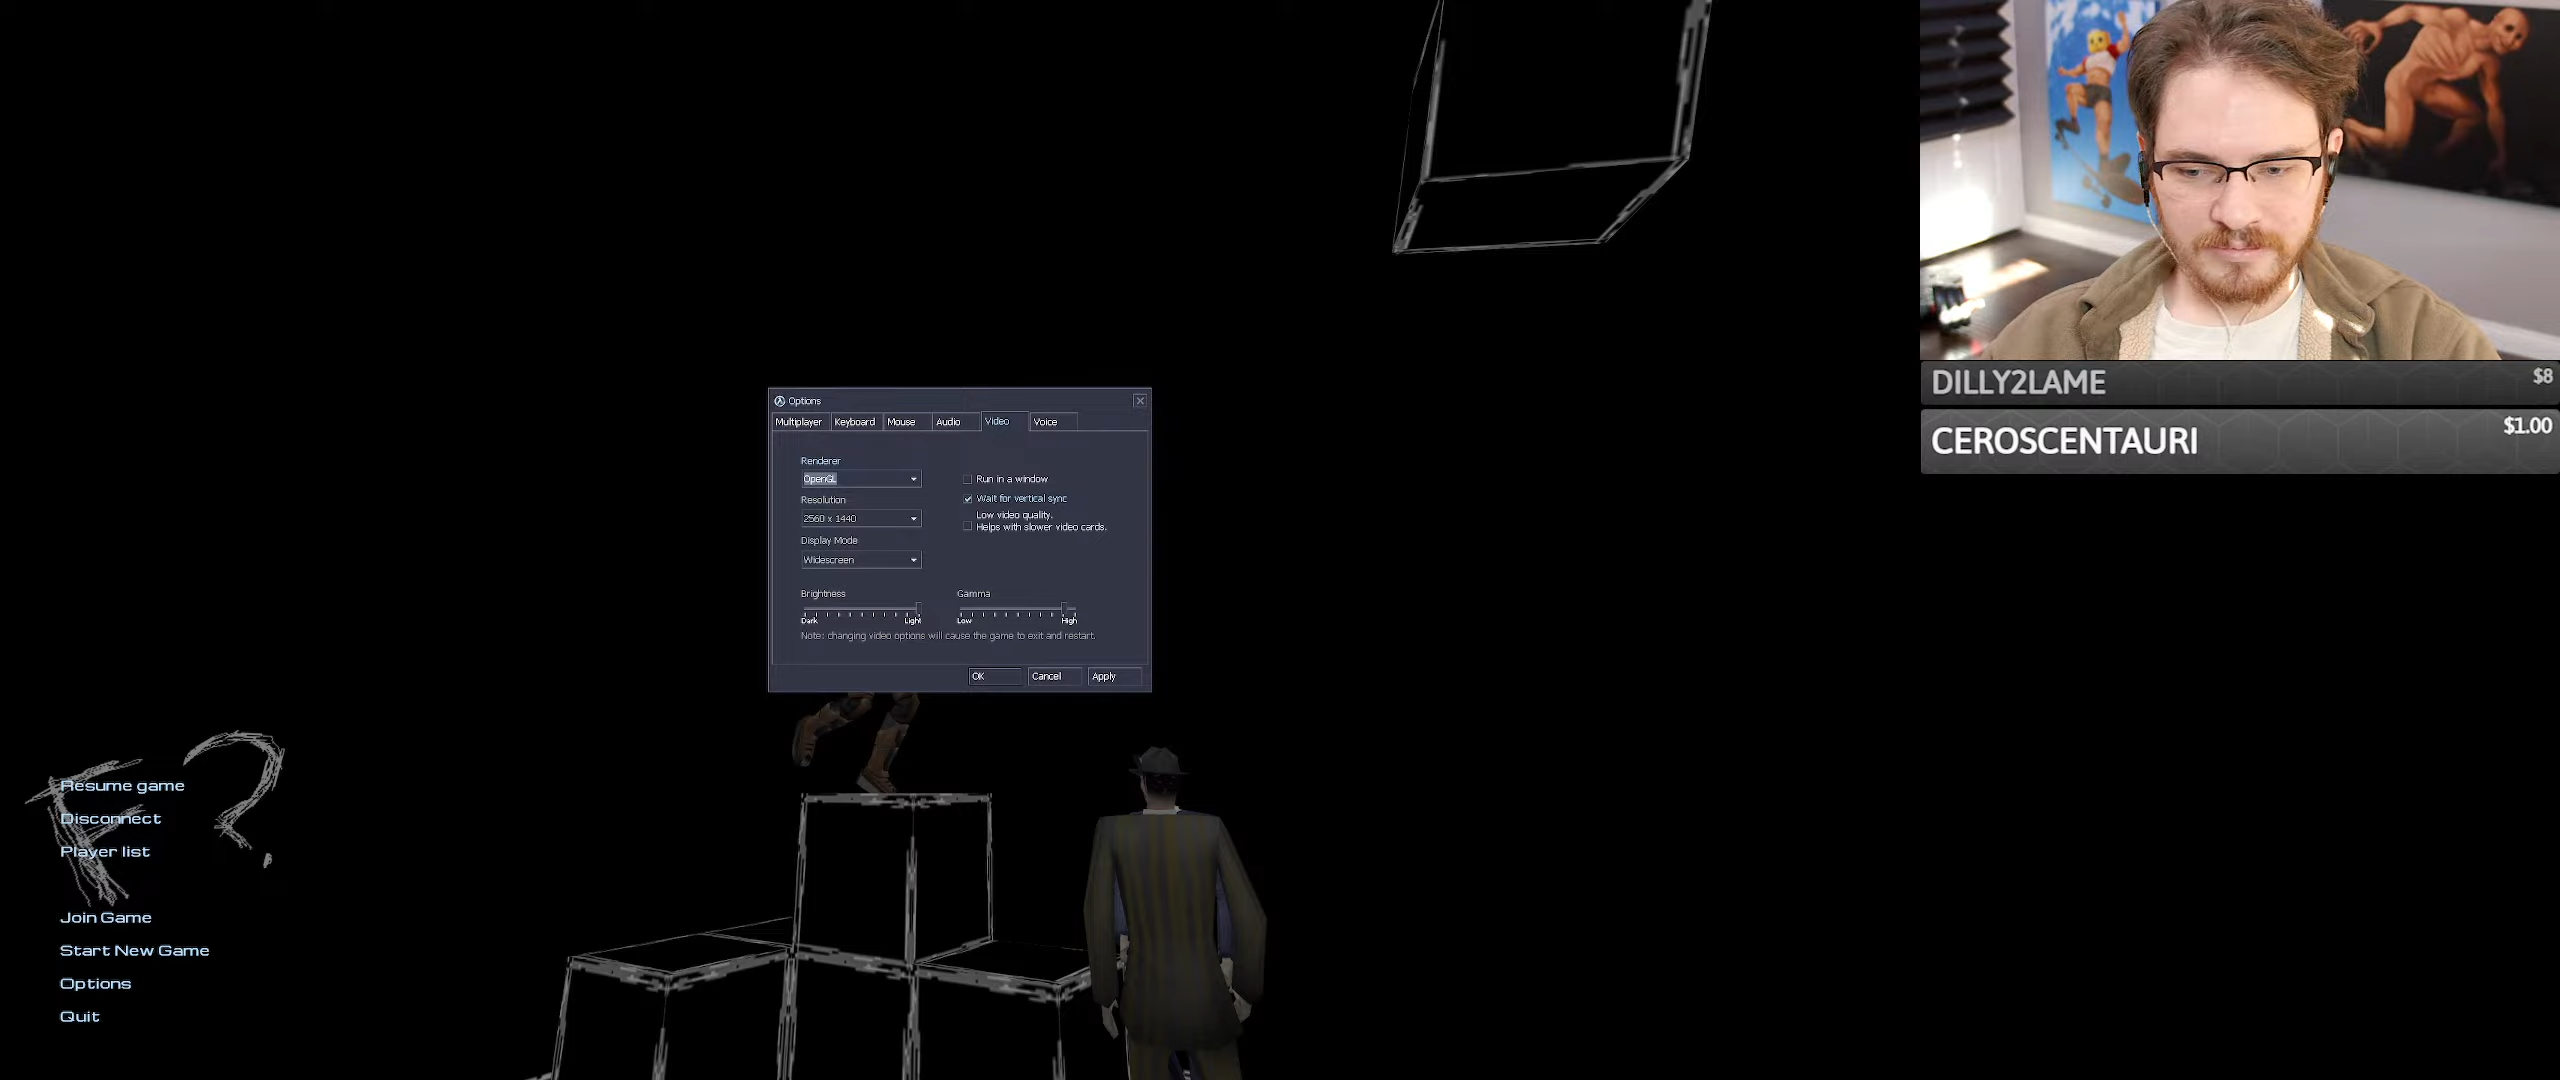 Options
Multiplayer Keyboard Mouse Audio Video Voice
Renderer
OpenGL
Resolution
2560 x 1440
Display Mode
Widescreen
Run in a window
Wait for vertical sync
Low video quality.
Helps with slower video cards.
Brightness
Dark Light
Gamma
Low High
Note: changing video options will cause the game to exit and restart.
OK Cancel Apply
Resume game
Disconnect
Player list
Join Game
Start New Game
Options
Quit
DILLY2LAME $8
CEROSCENTAURI $1.00